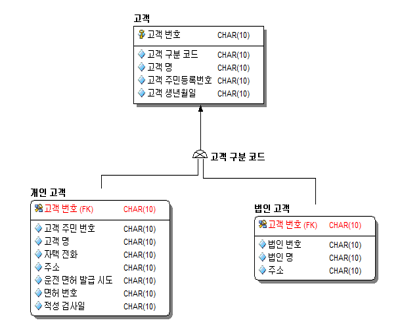 고객
고객 번호 CHAR(10)
고객 구분 코드 CHAR(10)
고객 명 CHAR(10)
고객 주민등록번호 CHAR(10)
고객 생년월일 CHAR(10)
고객 구분 코드
개인 고객
고객 번호 (FK) CHAR(10)
고객 주민 번호 CHAR(10)
고객 명 CHAR(10)
자택 전화 CHAR(10)
주소 CHAR(10)
운전 면허 발급 시도 CHAR(10)
면허 번호 CHAR(10)
적성 검사일 CHAR(10)
법인 고객
고객 번호 (FK) CHAR(10)
법인 번호 CHAR(10)
법인 명 CHAR(10)
주소 CHAR(10)